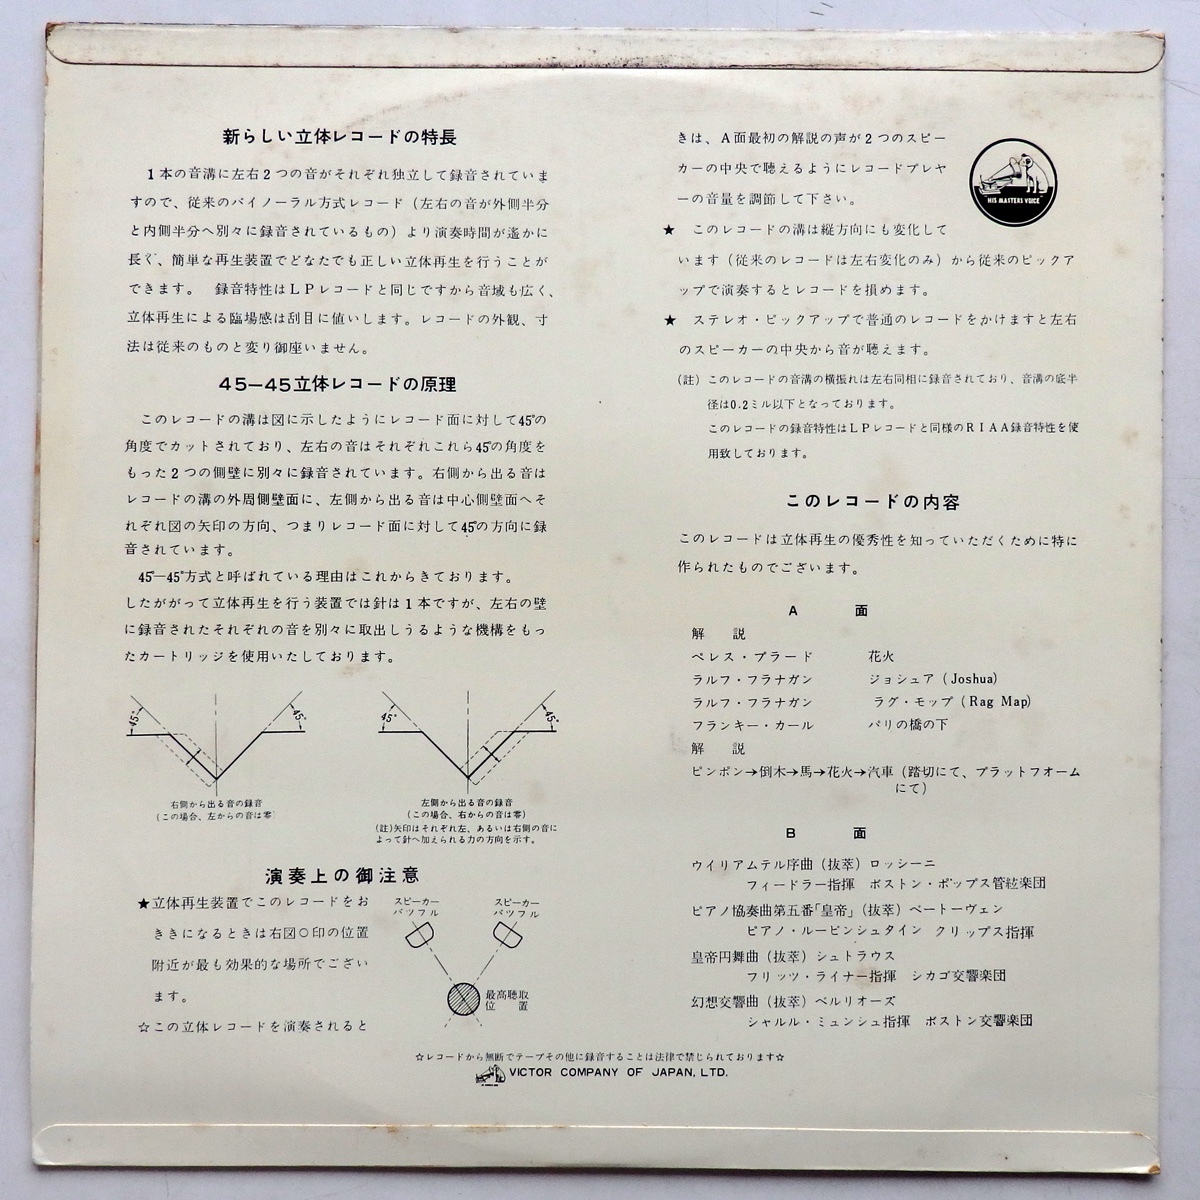 新らしい立体レコードの特長
1本の音溝に左右2つの音がそれぞれ独立して録音されていま
すので、従来のバイノーラル方式レコード（左右の音が外側半分
と内側半分へ別々に録音されているもの）より演奏時間が遙かに
長く、簡単な再生装置でどなたでも正しい立体再生を行うことが
できます。　録音特性はLPレコードと同じですから音域も広く、
立体再生による臨場感は刮目に値いします。レコードの外観、寸
法は従来のものと変り御座いません。
45—45立体レコードの原理
このレコードの溝は図に示したようにレコード面に対して45°の
角度でカットされており、左右の音はそれぞれこれら45°の角度を
もった2つの側壁に別々に録音されています。右側から出る音は
レコードの溝の外周側壁面に、左側から出る音は中心側壁面へそ
れぞれ図の矢印の方向、つまりレコード面に対して45°の方向に録
音されています。
45°—45°方式と呼ばれている理由はこれからきております。
したががって立体再生を行う装置では針は1本ですが、左右の壁
に録音されたそれぞれの音を別々に取出しうるような機構をもっ
たカートリッジを使用いたしております。
45°
45°
右側から出る音の録音
（この場合、左からの音は零）
45°
45°
左側から出る音の録音
（この場合、右からの音は零）
（註）矢印はそれぞれ左、あるいは右側の音に
よって針へ加えられる力の方向を示す。
演奏上の御注意
★立体再生装置でこのレコードをお
ききになるときは右図○印の位置
附近が最も効果的な場所でござい
ます。
☆この立体レコードを演奏されると
スピーカー
バツフル
スピーカー
バツフル
最高聴取
位　置
きは、A面最初の解説の声が2つのスピー
カーの中央で聴えるようにレコードプレヤ
ーの音量を調節して下さい。
★　このレコードの溝は縦方向にも変化して
います（従来のレコードは左右変化のみ）から従来のピックア
ップで演奏するとレコードを損めます。
★　ステレオ・ピックアップで普通のレコードをかけますと左右
のスピーカーの中央から音が聴えます。
（註）このレコードの音溝の横振れは左右同相に録音されており、音溝の底半
径は0.2ミル以下となっております。
このレコードの録音特性はLPレコードと同様のRIAA録音特性を使
用致しております。
HIS MASTERS VOICE
このレコードの内容
このレコードは立体再生の優秀性を知っていただくために特に
作られたものでございます。
A　面
解　説
ペレス・プラード　花火
ラルフ・フラナガン　ジョシュア（Joshua）
ラルフ・フラナガン　ラグ・モップ（Rag Map）
フランキー・カール　パリの橋の下
解　説
ピンポン→倒木→馬→花火→汽車（踏切にて、プラットフオーム
にて）
B　面
ウイリアムテル序曲（抜萃）ロッシーニ
フィードラー指揮　ボストン・ポップス管絃楽団
ピアノ協奏曲第五番「皇帝」（抜萃）ベートーヴェン
ピアノ・ルービンシュタイン　クリップス指揮
皇帝円舞曲（抜萃）シュトラウス
フリッツ・ライナー指揮　シカゴ交響楽団
幻想交響曲（抜萃）ベルリオーズ
シャルル・ミュンシュ指揮　ボストン交響楽団
☆レコードから無断でテープその他に録音することは法律で禁じられております☆
VICTOR COMPANY OF JAPAN, LTD.